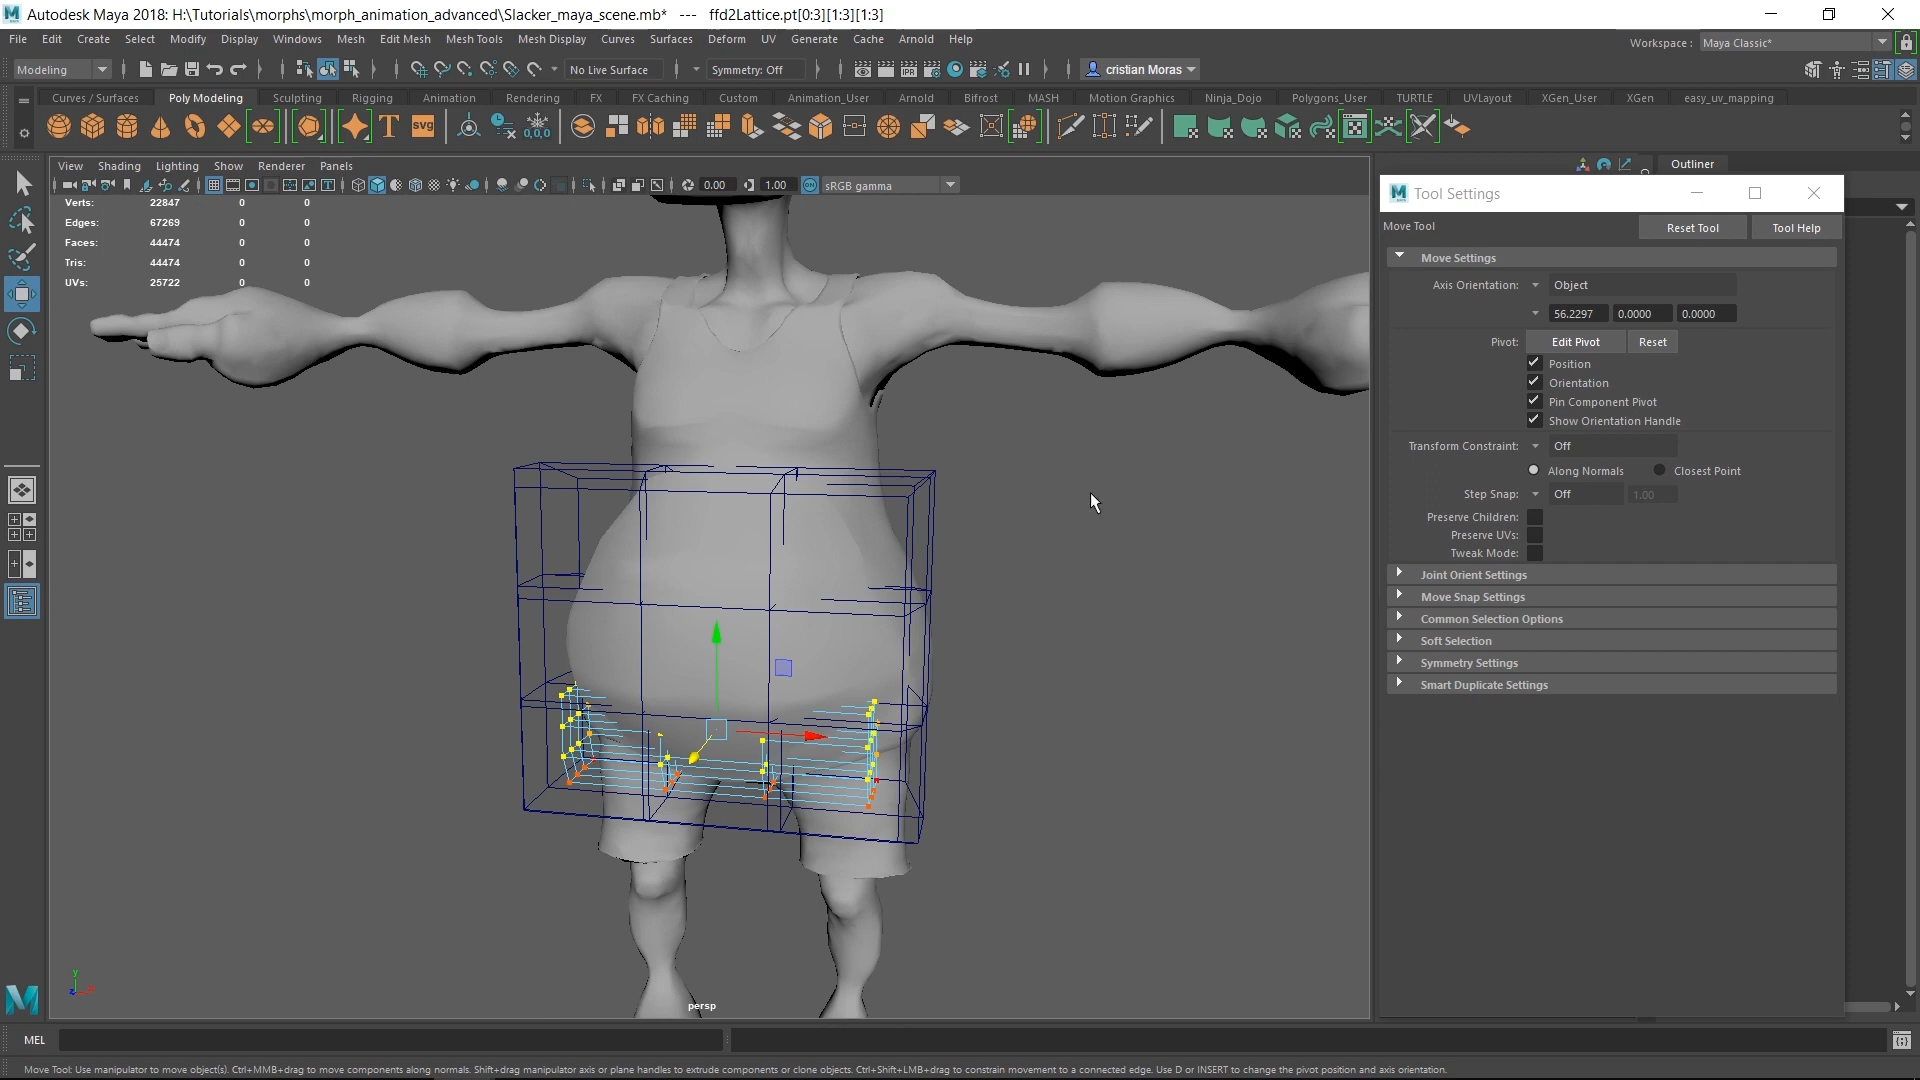 Autodesk Maya 2018: H:\Tutorials\morphs\morph_animation_advanced\Slacker_maya_scene.mb* --- ffd2Lattice.pt[0:3][1:3][1:3]
File Edit Create Select Modify Display Windows Mesh Edit Mesh Mesh Tools Mesh Display Curves Surfaces Deform UV Generate Cache Arnold Help
Workspace : Maya Classic*
Modeling No Live Surface Symmetry: Off IPR cristian Moras
Curves / Surfaces Poly Modeling Sculpting Rigging Animation Rendering FX FX Caching Custom Animation_User Arnold Bifrost MASH Motion Graphics Ninja_Dojo Polygons_User TURTLE UVLayout XGen_User XGen easy_uv_mapping
T SVG 0,0,0
View Shading Lighting Show Renderer Panels
Outliner
0.00 1.00 ON sRGB gamma
Tool Settings
Verts: 22847 0 0
Edges: 67269 0 0
Faces: 44474 0 0
Tris: 44474 0 0
UVs: 25722 0 0
Move Tool Reset Tool Tool Help
Move Settings
Axis Orientation: Object
56.2297 0.0000 0.0000
Pivot: Edit Pivot Reset
Position
Orientation
Pin Component Pivot
Show Orientation Handle
Transform Constraint: Off
Along Normals Closest Point
Step Snap: Off 1.00
Preserve Children:
Preserve UVs:
Tweak Mode:
Joint Orient Settings
Move Snap Settings
Common Selection Options
Soft Selection
Symmetry Settings
Smart Duplicate Settings
y
z
persp
MEL
Move Tool: Use manipulator to move object(s). Ctrl+MMB+drag to move components along normals. Shift+drag manipulator axis or plane handles to extrude components or clone objects. Ctrl+Shift+LMB+drag to constrain movement to a connected edge. Use D or INSERT to change the pivot position and axis orientation.